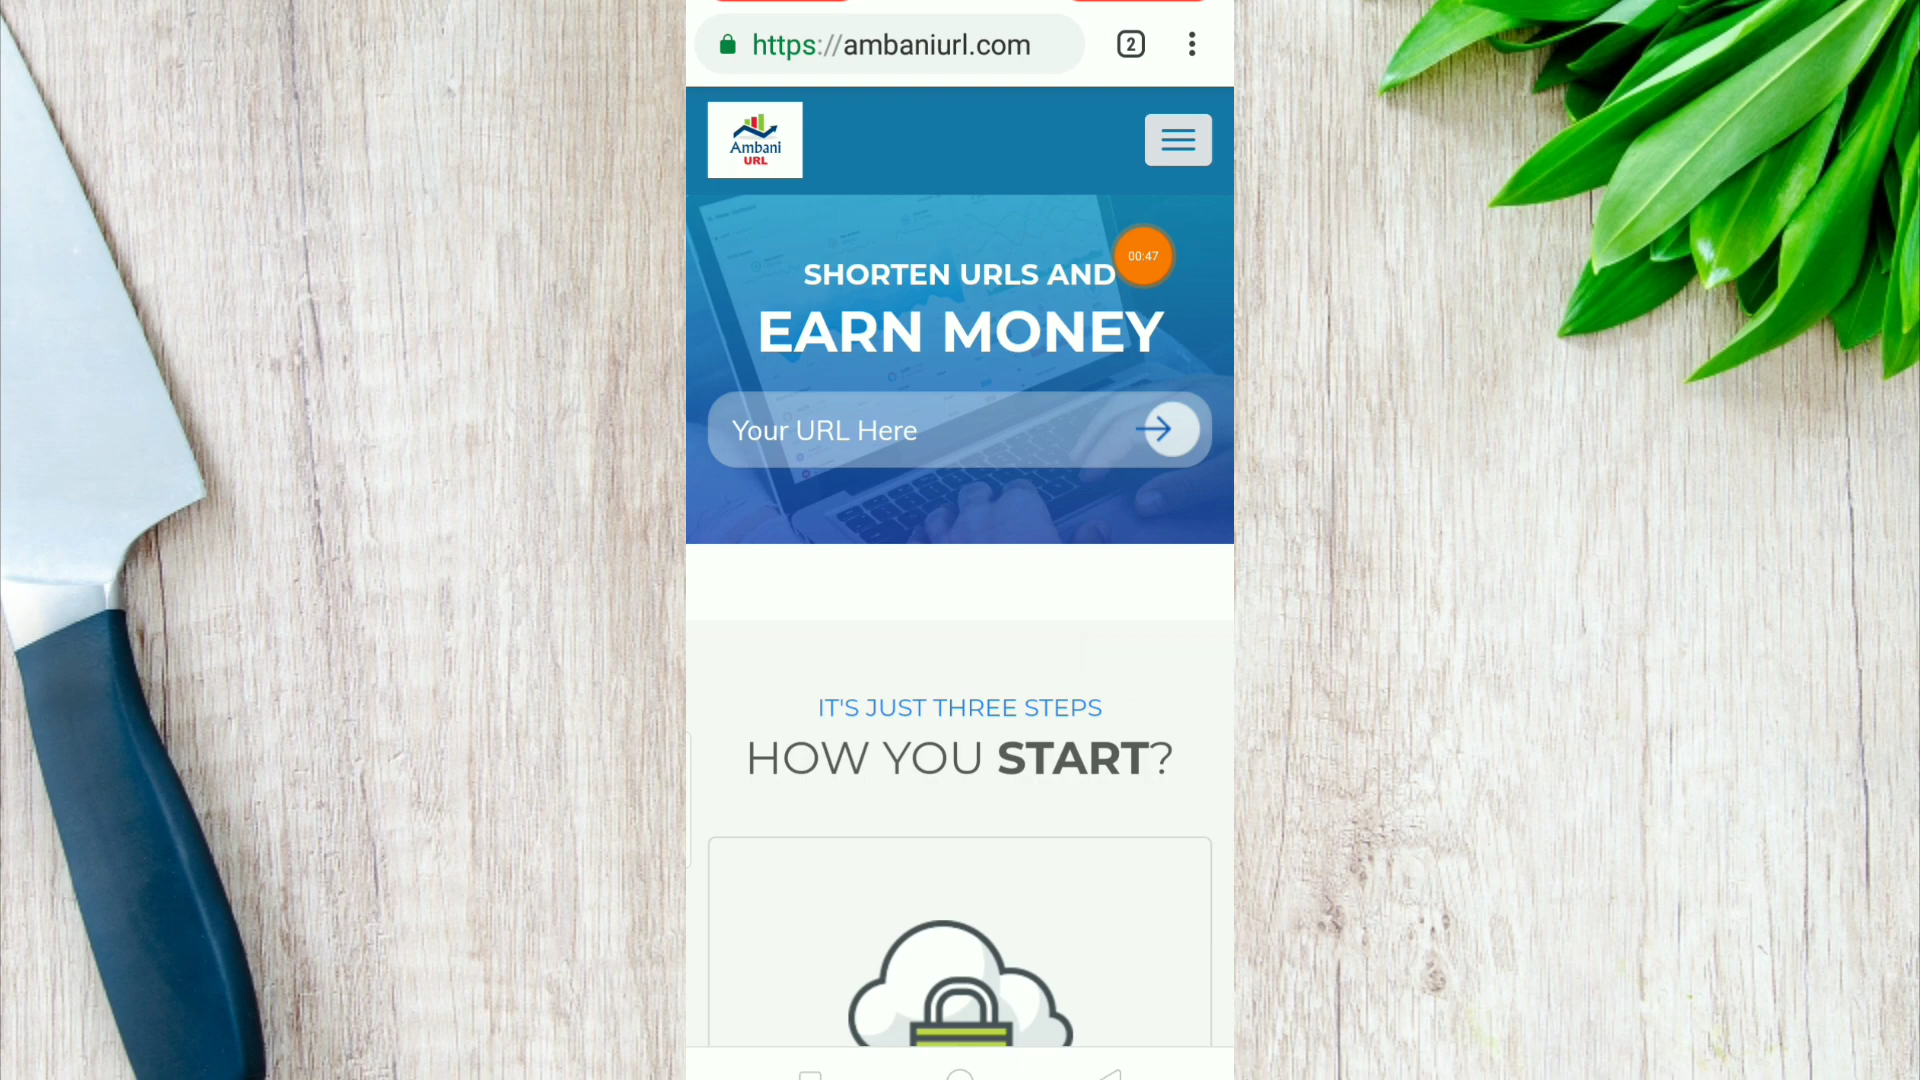 https://ambaniurl.com
2
Ambani
URL
00:47
SHORTEN URLS AND
EARN MONEY
Your URL Here
IT'S JUST THREE STEPS
HOW YOU START?